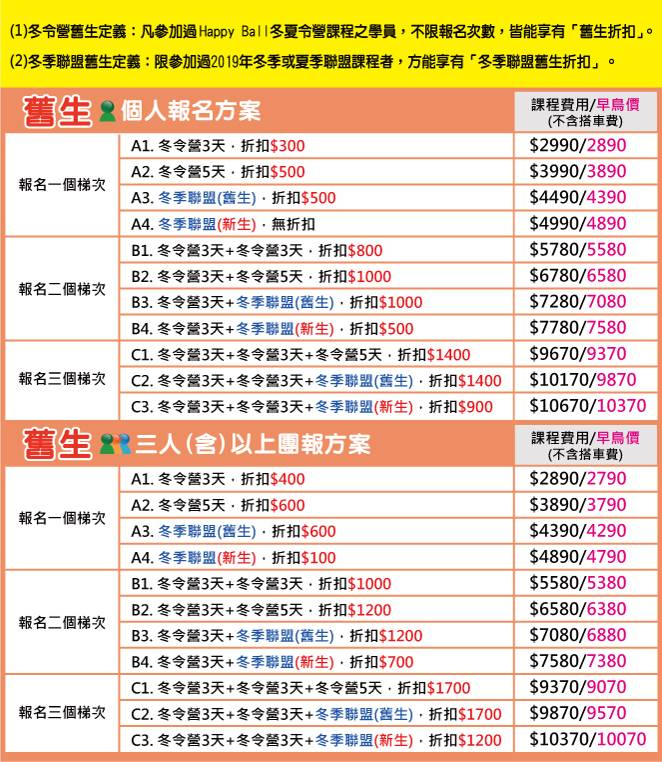 (1)冬令營舊生定義：凡參加過Happy Ball冬夏令營課程之學員，不限報名次數，皆能享有「舊生折扣」。
(2)冬季聯盟舊生定義：限參加過2019年冬季或夏季聯盟課程者，方能享有「冬季聯盟舊生折扣」。
舊生 個人報名方案 課程費用/早鳥價
(不含搭車費)
報名一個梯次
A1. 冬令營3天．折扣$300 $2990/2890
A2. 冬令營5天．折扣$500 $3990/3890
A3. 冬季聯盟(舊生)．折扣$500 $4490/4390
A4. 冬季聯盟(新生)．無折扣 $4990/4890
報名二個梯次
B1. 冬令營3天+冬令營3天．折扣$800 $5780/5580
B2. 冬令營3天+冬令營5天．折扣$1000 $6780/6580
B3. 冬令營3天+冬季聯盟(舊生)．折扣$1000 $7280/7080
B4. 冬令營3天+冬季聯盟(新生)．折扣$500 $7780/7580
報名三個梯次
C1. 冬令營3天+冬令營3天+冬令營5天．折扣$1400 $9670/9370
C2. 冬令營3天+冬令營3天+冬季聯盟(舊生)．折扣$1400 $10170/9870
C3. 冬令營3天+冬令營3天+冬季聯盟(新生)．折扣$900 $10670/10370
舊生 三人(含)以上團報方案 課程費用/早鳥價
(不含搭車費)
報名一個梯次
A1. 冬令營3天．折扣$400 $2890/2790
A2. 冬令營5天．折扣$600 $3890/3790
A3. 冬季聯盟(舊生)．折扣$600 $4390/4290
A4. 冬季聯盟(新生)．折扣$100 $4890/4790
報名二個梯次
B1. 冬令營3天+冬令營3天．折扣$1000 $5580/5380
B2. 冬令營3天+冬令營5天．折扣$1200 $6580/6380
B3. 冬令營3天+冬季聯盟(舊生)．折扣$1200 $7080/6880
B4. 冬令營3天+冬季聯盟(新生)．折扣$700 $7580/7380
報名三個梯次
C1. 冬令營3天+冬令營3天+冬令營5天．折扣$1700 $9370/9070
C2. 冬令營3天+冬令營3天+冬季聯盟(舊生)．折扣$1700 $9870/9570
C3. 冬令營3天+冬令營3天+冬季聯盟(新生)．折扣$1200 $10370/10070